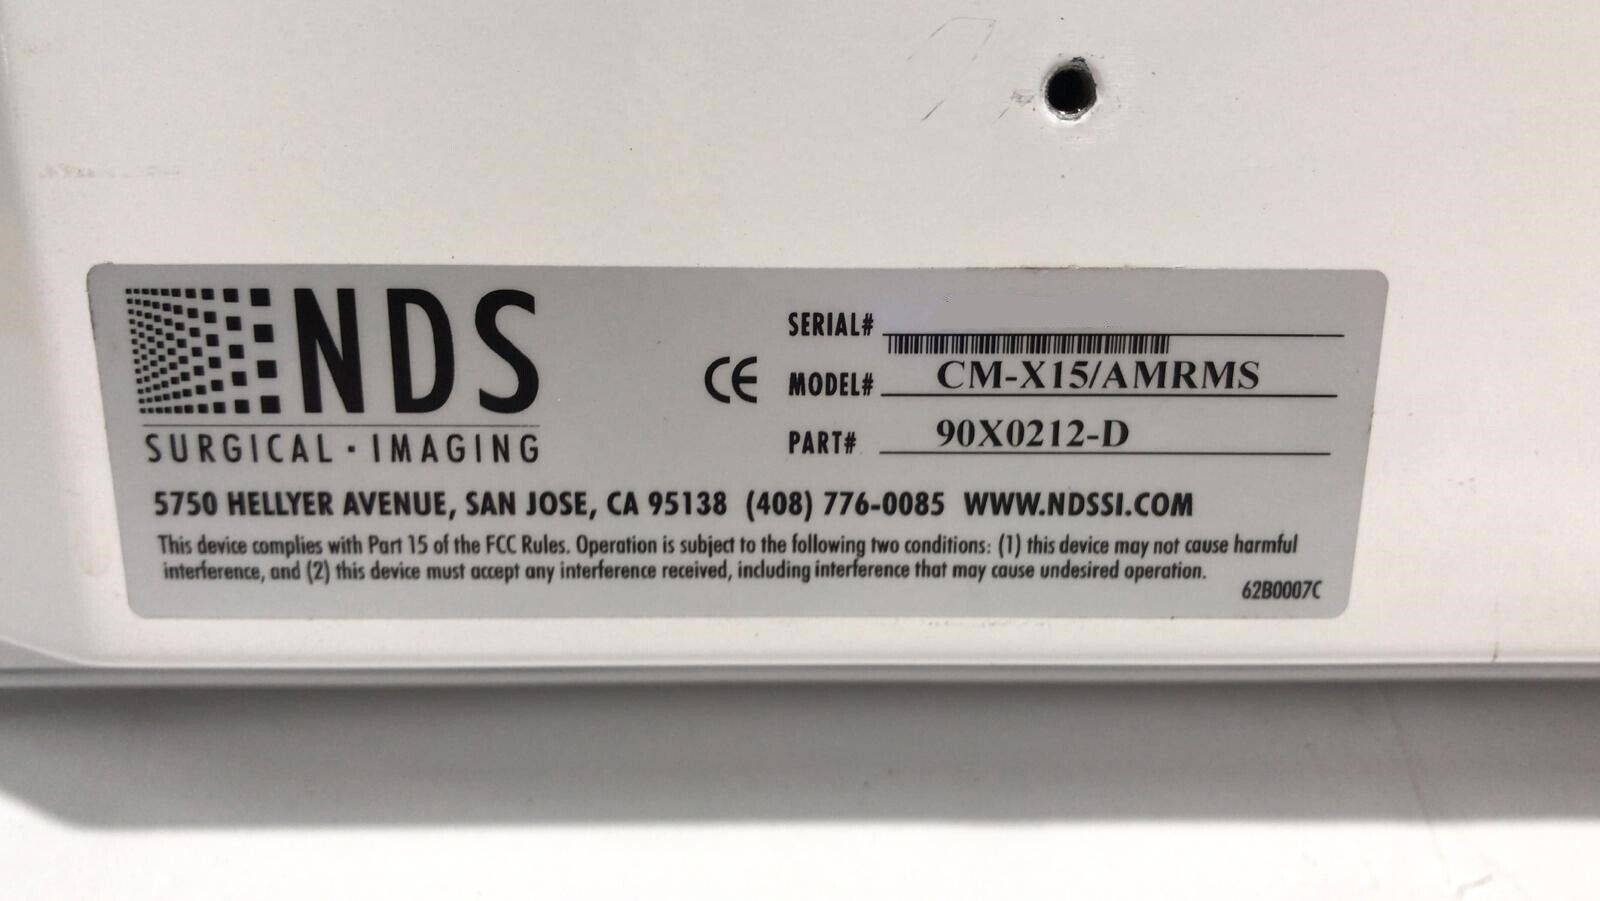 NDS
SURGICAL·IMAGING
CE
SERIAL#
MODEL# CM-X15/AMRMS
PART# 90X0212-D
5750 HELLYER AVENUE, SAN JOSE, CA 95138 (408) 776-0085 WWW.NDSSI.COM
This device complies with Part 15 of the FCC Rules. Operation is subject to the following two conditions: (1) this device may not cause harmful
interference, and (2) this device must accept any interference received, including interference that may cause undesired operation.
62B0007C